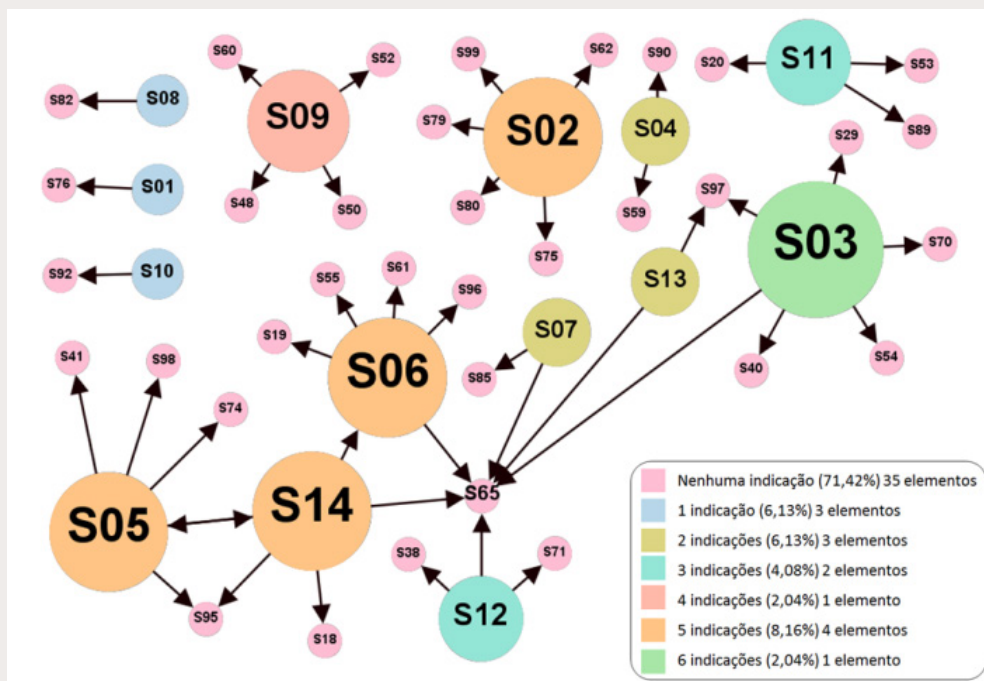 S60
S52
S99
S62
S90
S20
S11
S53
S82
S08
S09
S02
S79
S04
S89
S29
S76
S01
S48
S50
S80
S59
S97
S03
S70
S92
S10
S75
S13
S55
S61
S96
S19
S06
S07
S85
S40
S54
S41
S98
S74
S05
S14
S65
S38
S71
S12
S95
S18
Nenhuma indicação (71,42%) 35 elementos
1 indicação (6,13%) 3 elementos
2 indicações (6,13%) 3 elementos
3 indicações (4,08%) 2 elementos
4 indicações (2,04%) 1 elemento
5 indicações (8,16%) 4 elementos
6 indicações (2,04%) 1 elemento